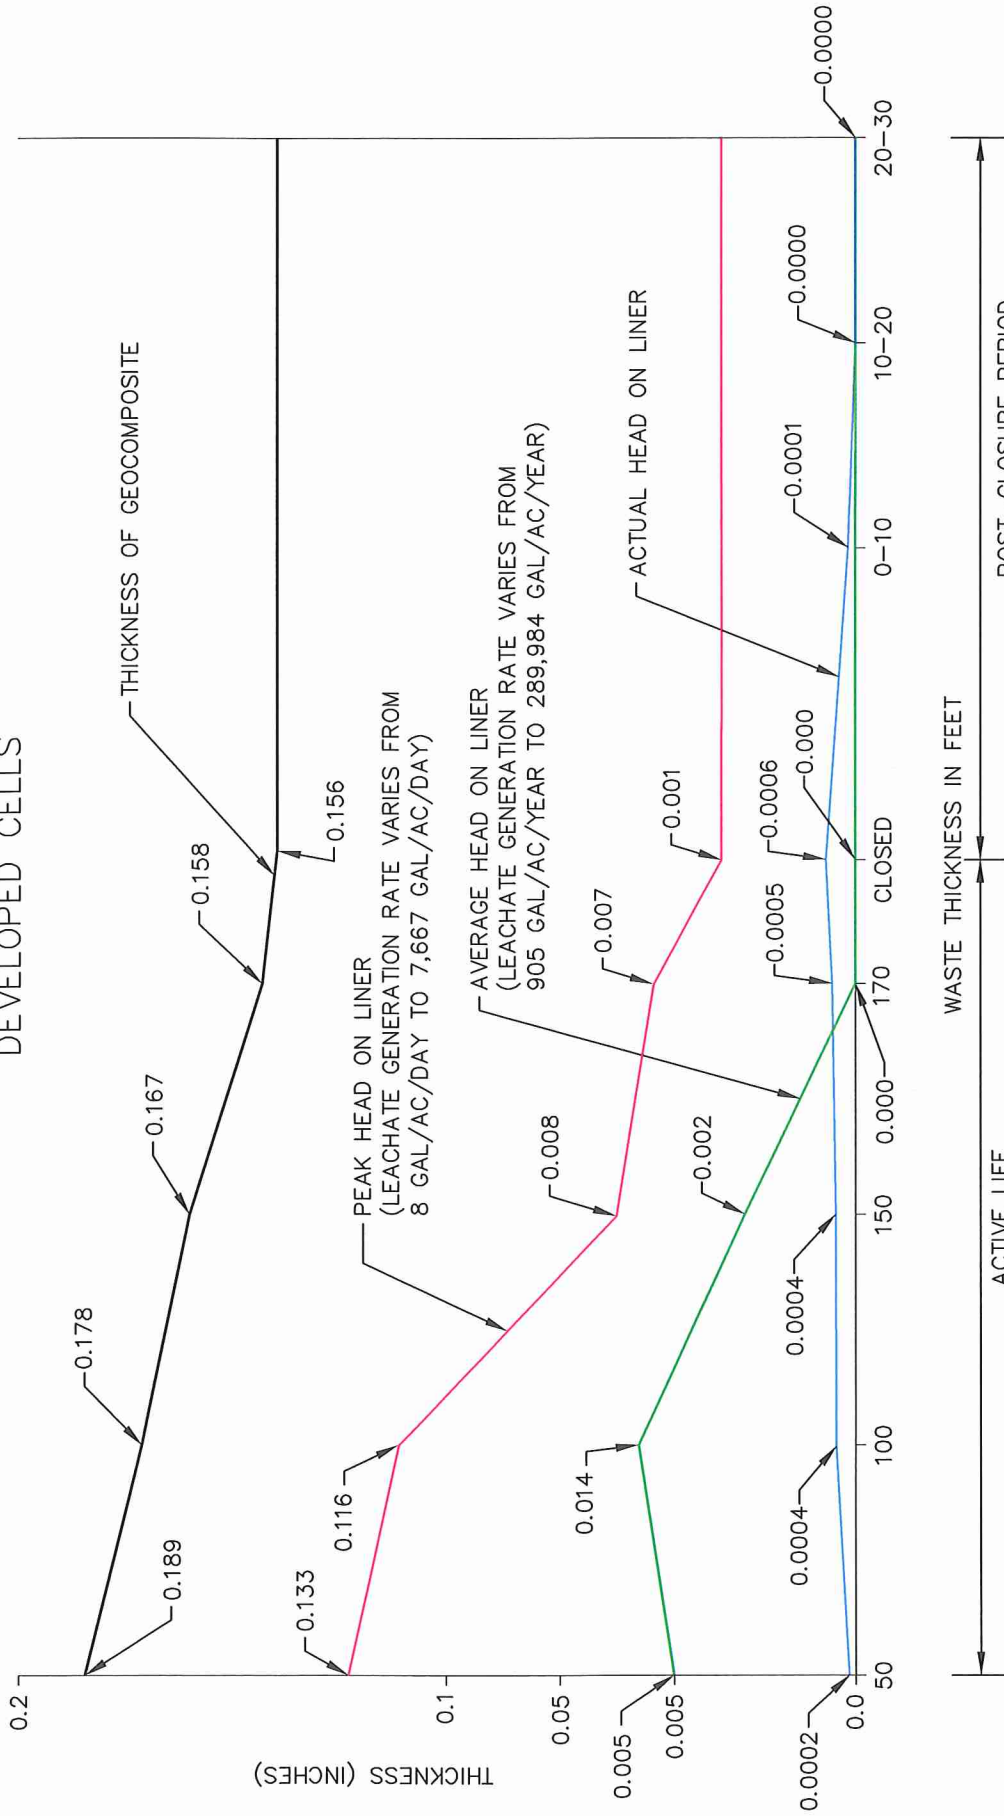 DEVELOPED CELLS
0.2
0.1
0.05
0.005
0.0
THICKNESS (INCHES)
0.189
0.178
0.167
0.158
0.156
THICKNESS OF GEOCOMPOSITE
PEAK HEAD ON LINER
(LEACHATE GENERATION RATE VARIES FROM
8 GAL/AC/DAY TO 7,667 GAL/AC/DAY)
0.133
0.116
0.008
0.007
0.001
AVERAGE HEAD ON LINER
(LEACHATE GENERATION RATE VARIES FROM
905 GAL/AC/YEAR TO 289,984 GAL/AC/YEAR)
0.005
0.014
0.002
0.000
0.000
ACTUAL HEAD ON LINER
0.0002
0.0004
0.0004
0.0005
0.0006
0.0001
0.0000
0.0000
50
100
150
170
CLOSED
0-10
10-20
20-30
WASTE THICKNESS IN FEET
ACTIVE LIFE
POST CLOSURE PERIOD